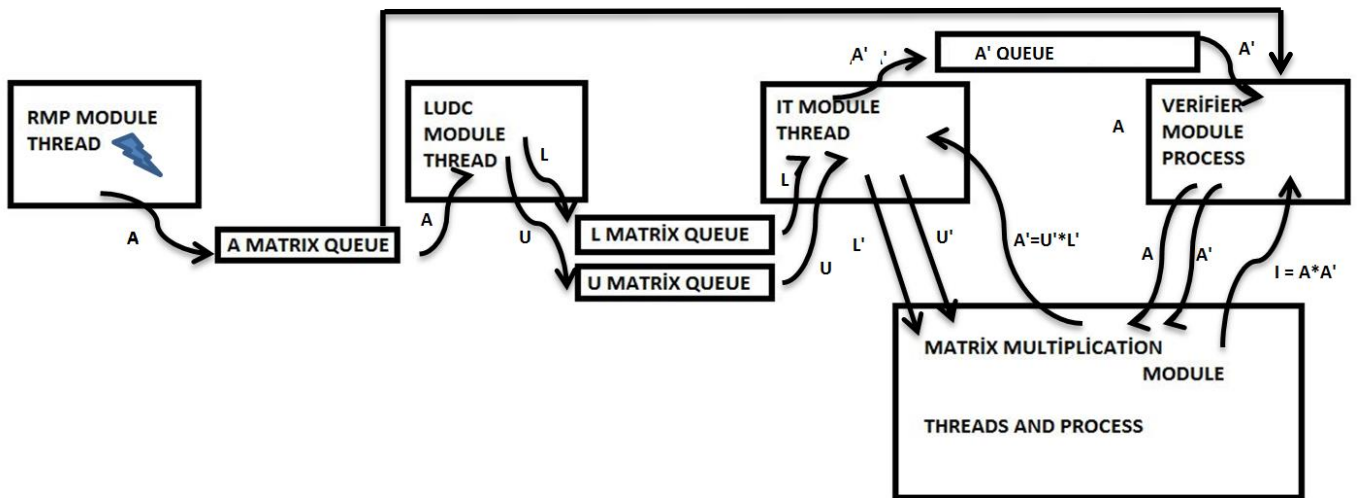 RMP MODULE
THREAD
A
A MATRIX QUEUE
LUDC
MODULE
THREAD
A
L
U
L MATRİX QUEUE
U MATRİX QUEUE
L
U
IT MODULE
THREAD
A' '
A' QUEUE
A'
A
VERİFİER
MODULE
PROCESS
L'
U'
A'=U'*L'
A
A'
I = A*A'
MATRİX MULTİPLİCATİON
MODULE
THREADS AND PROCESS